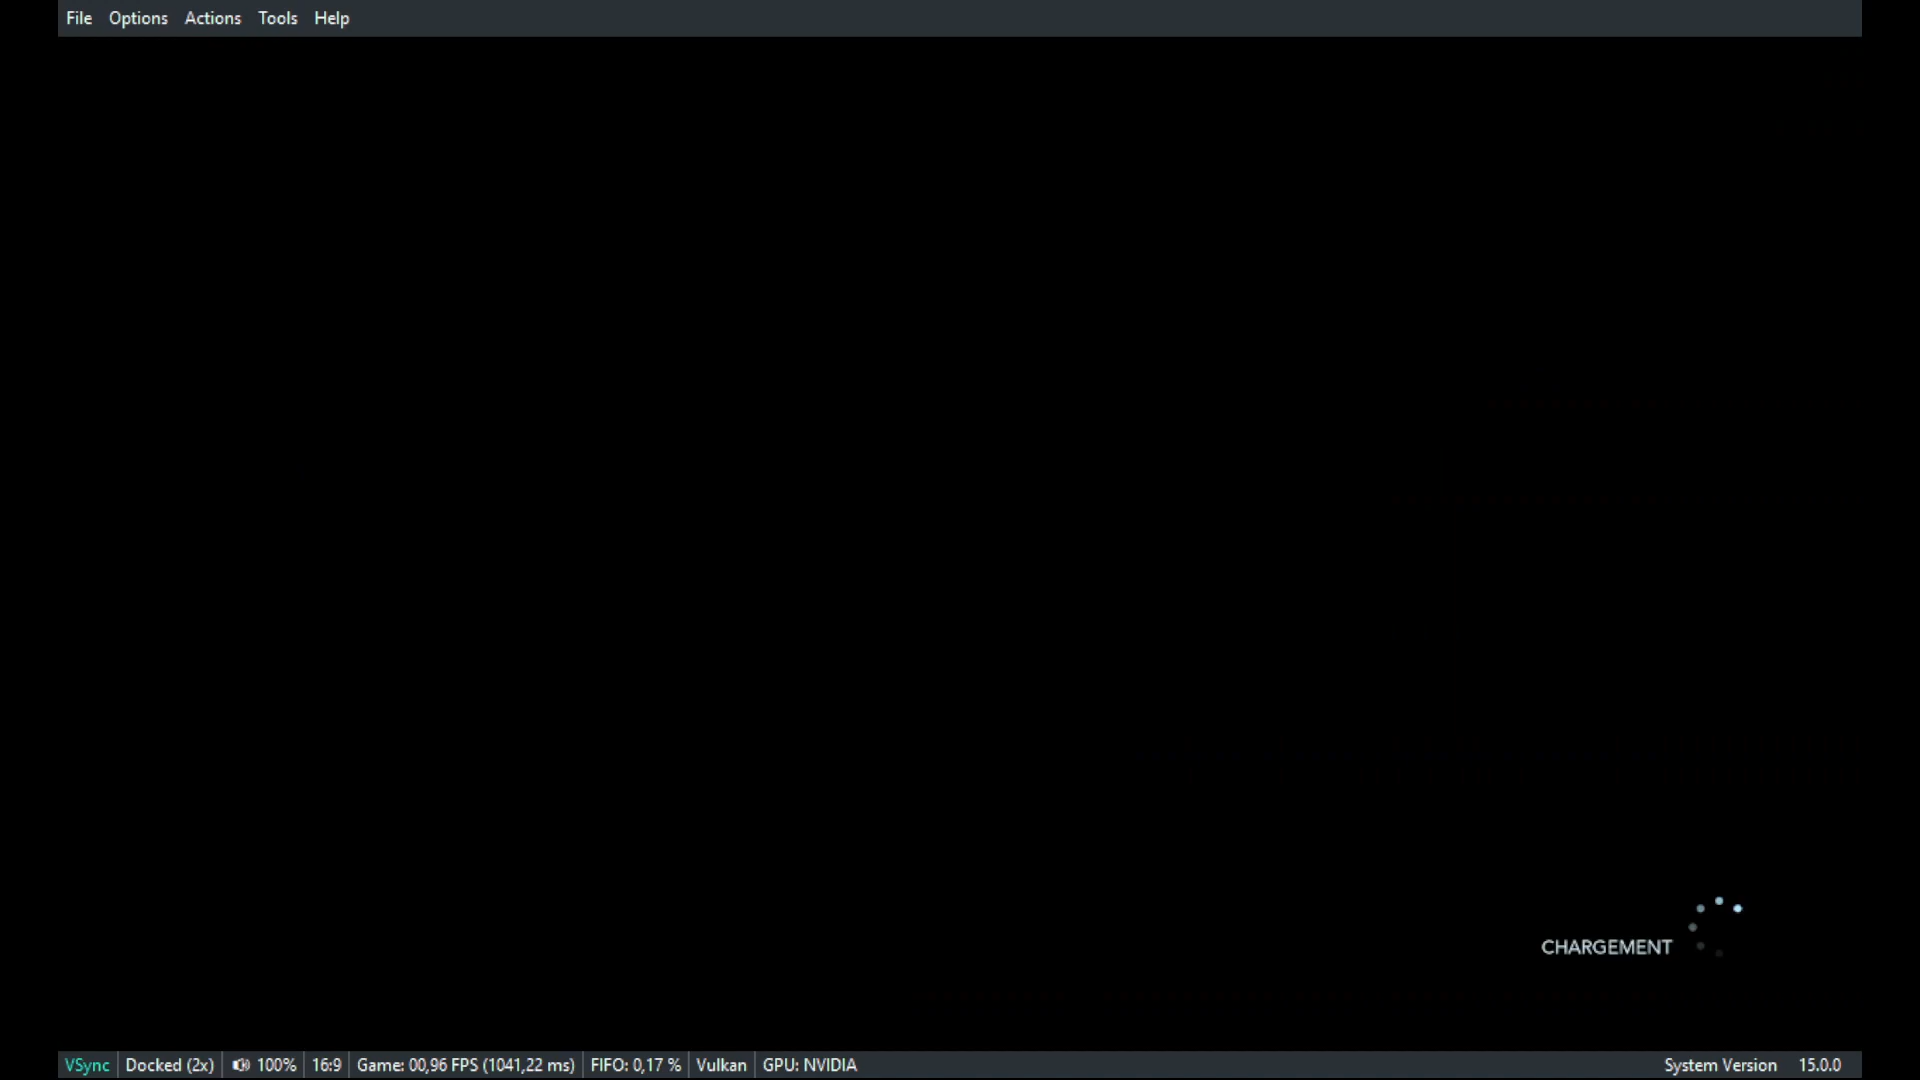 File Options Actions Tools Help
CHARGEMENT
VSync Docked (2x) 100% 16:9 Game: 00,96 FPS (1041,22 ms) FIFO: 0,17 % Vulkan GPU: NVIDIA System Version 15.0.0